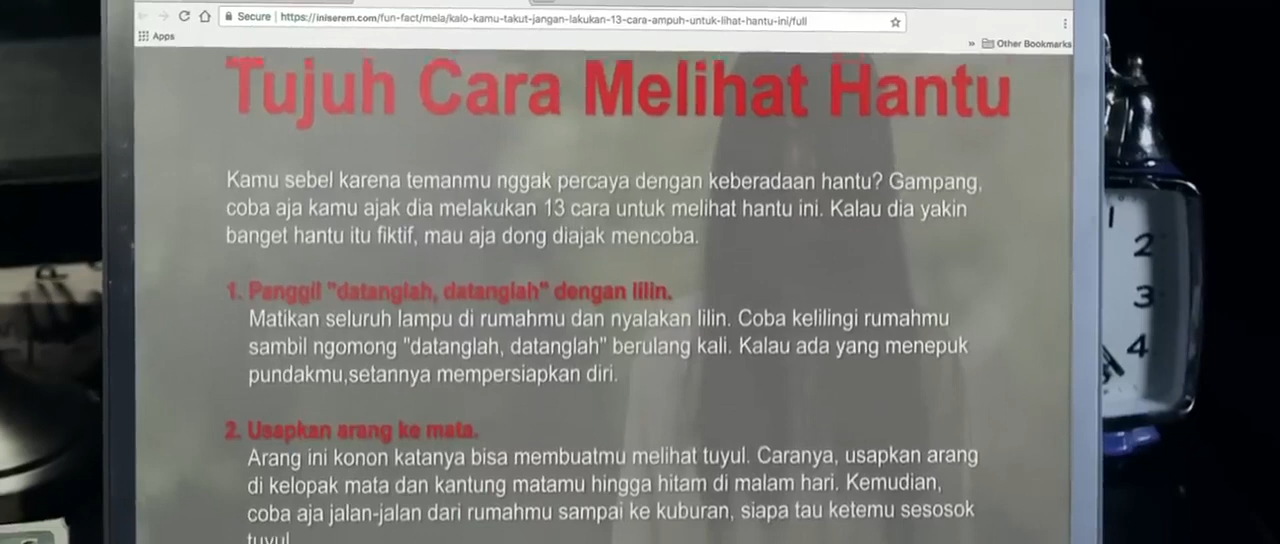 Secure | https://iniserem.com/fun-fact/mela/kalo-kamu-takut-jangan-lakukan-13-cara-ampuh-untuk-lihat-hantu-ini/full
Apps
» Other Bookmarks
Tujuh Cara Melihat Hantu
Kamu sebel karena temanmu nggak percaya dengan keberadaan hantu? Gampang,
coba aja kamu ajak dia melakukan 13 cara untuk melihat hantu ini. Kalau dia yakin
banget hantu itu fiktif, mau aja dong diajak mencoba.
1. Panggil "datanglah, datanglah" dengan lilin.
Matikan seluruh lampu di rumahmu dan nyalakan lilin. Coba kelilingi rumahmu
sambil ngomong "datanglah, datanglah" berulang kali. Kalau ada yang menepuk
pundakmu,setannya mempersiapkan diri.
2. Usapkan arang ke mata.
Arang ini konon katanya bisa membuatmu melihat tuyul. Caranya, usapkan arang
di kelopak mata dan kantung matamu hingga hitam di malam hari. Kemudian,
coba aja jalan-jalan dari rumahmu sampai ke kuburan, siapa tau ketemu sesosok
tuyul
1
2
3
4